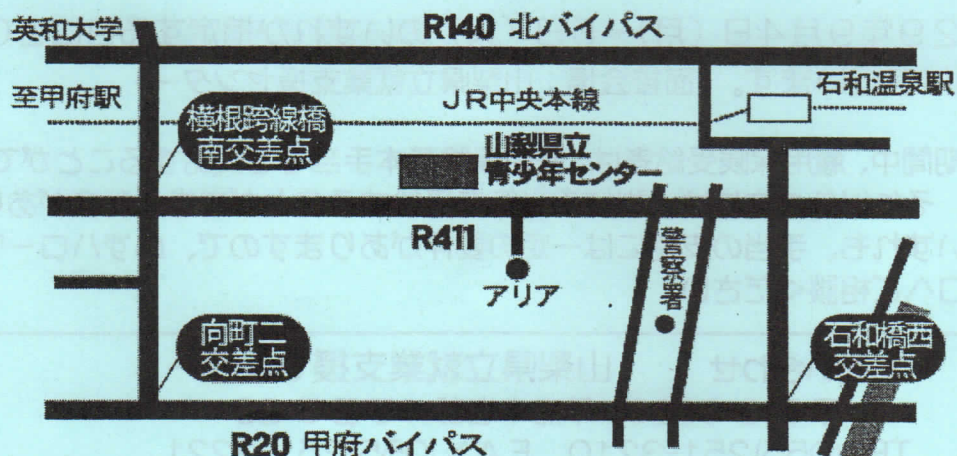 英和大学
R140 北バイパス
至甲府駅
JR中央本線
石和温泉駅
横根跨線橋
南交差点
山梨県立
青少年センター
R411
アリア
警察署
向町二
交差点
石和橋西
交差点
R20 甲府バイパス